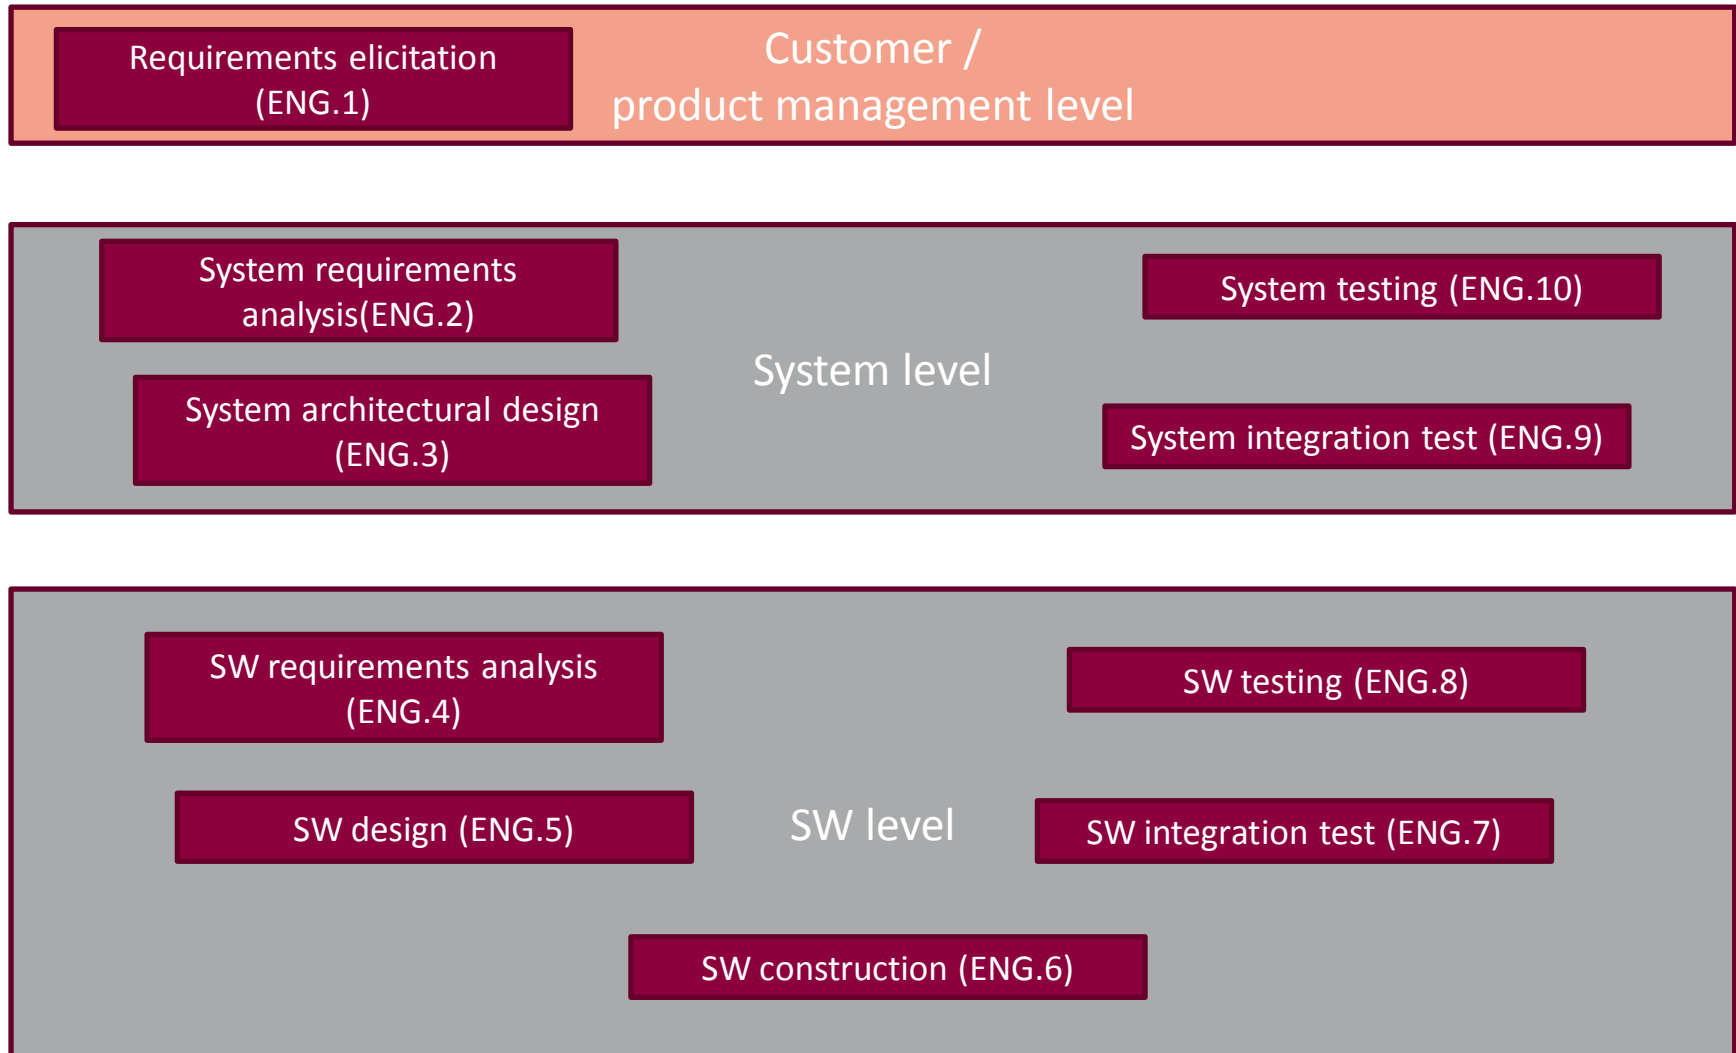 Requirements elicitation
(ENG.1)
Customer /
product management level
System requirements
analysis(ENG.2)
System testing (ENG.10)
System level
System architectural design
(ENG.3)
System integration test (ENG.9)
SW requirements analysis
(ENG.4)
SW testing (ENG.8)
SW design (ENG.5)
SW level
SW integration test (ENG.7)
SW construction (ENG.6)